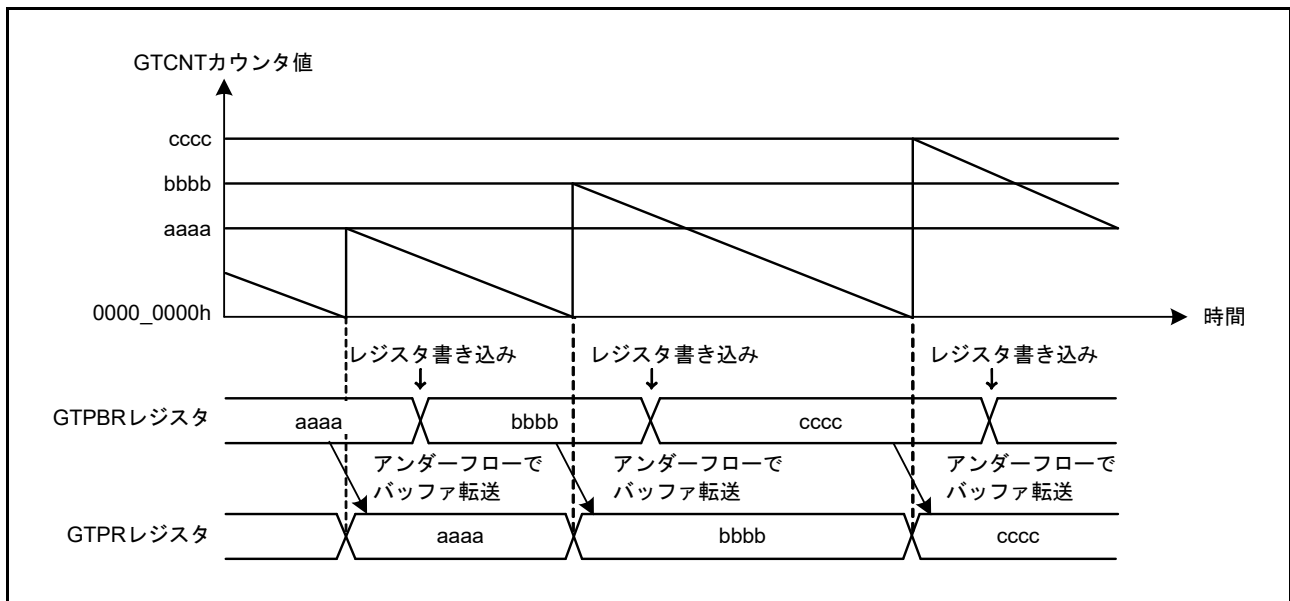 GTCNTカウンタ値
cccc
bbbb
aaaa
0000_0000h
時間
レジスタ書き込み
レジスタ書き込み
レジスタ書き込み
GTPBRレジスタ
aaaa
bbbb
cccc
アンダーフローで
バッファ転送
アンダーフローで
バッファ転送
アンダーフローで
バッファ転送
GTPRレジスタ
aaaa
bbbb
cccc